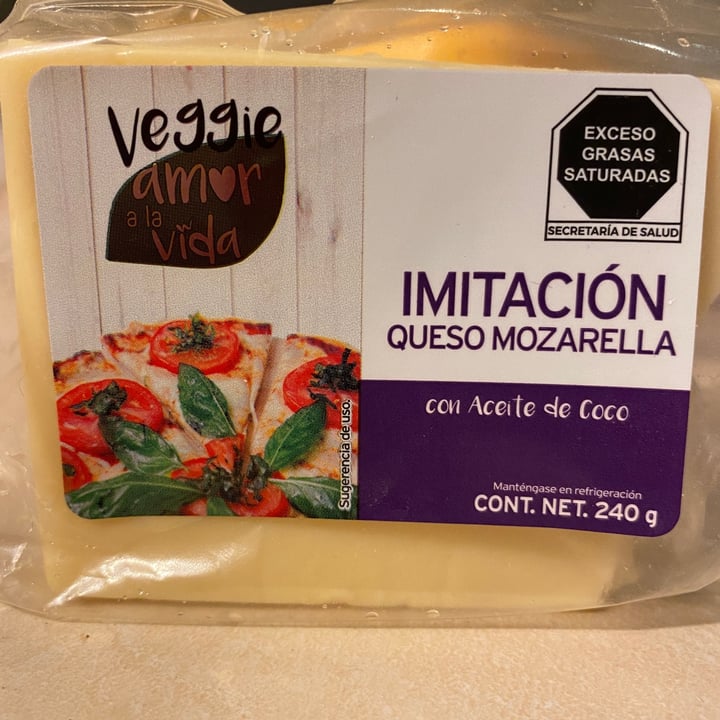 Veggie
amor
a la
vida
EXCESO
GRASAS
SATURADAS
SECRETARÍA DE SALUD
IMITACIÓN
QUESO MOZARELLA
con Aceite de Coco
Sugerencia de uso.
Manténgase en refrigeración
CONT. NET. 240 g